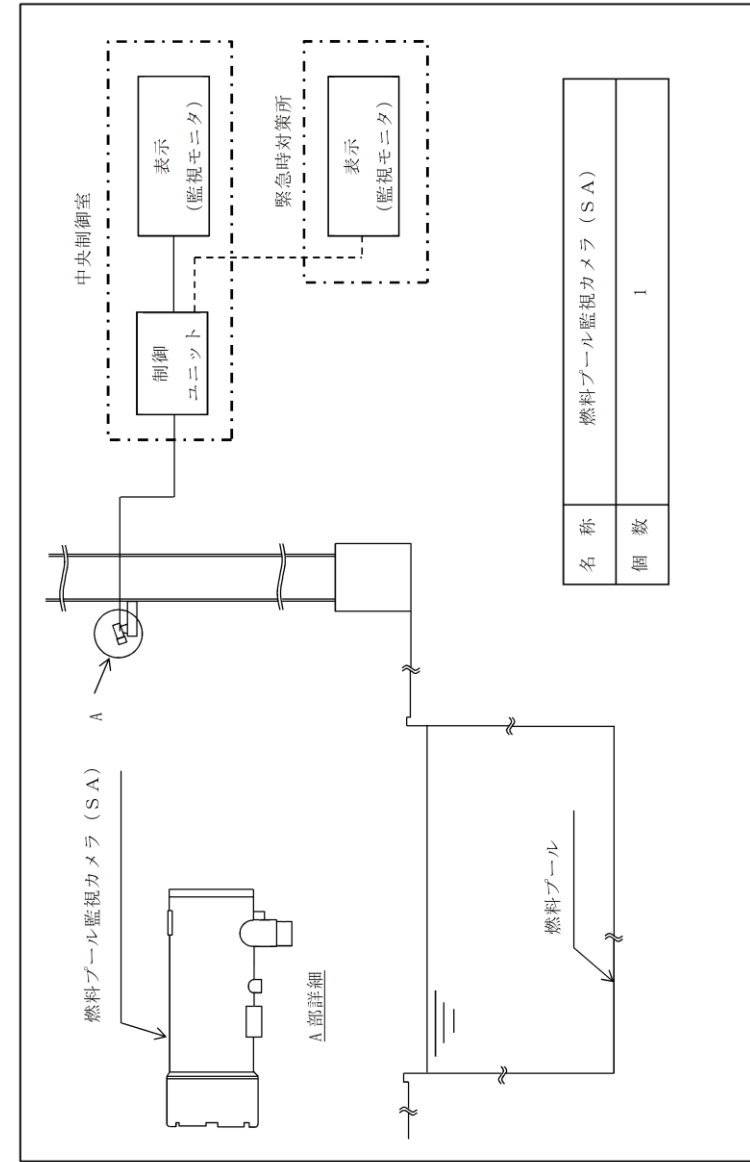 中央制御室
表示
(監視モニタ)
制御
ユニット
緊急時対策所
表示
(監視モニタ)
A
燃料プール監視カメラ(SA)
A部詳細
燃料プール
名 称
燃料プール監視カメラ(SA)
個 数
1